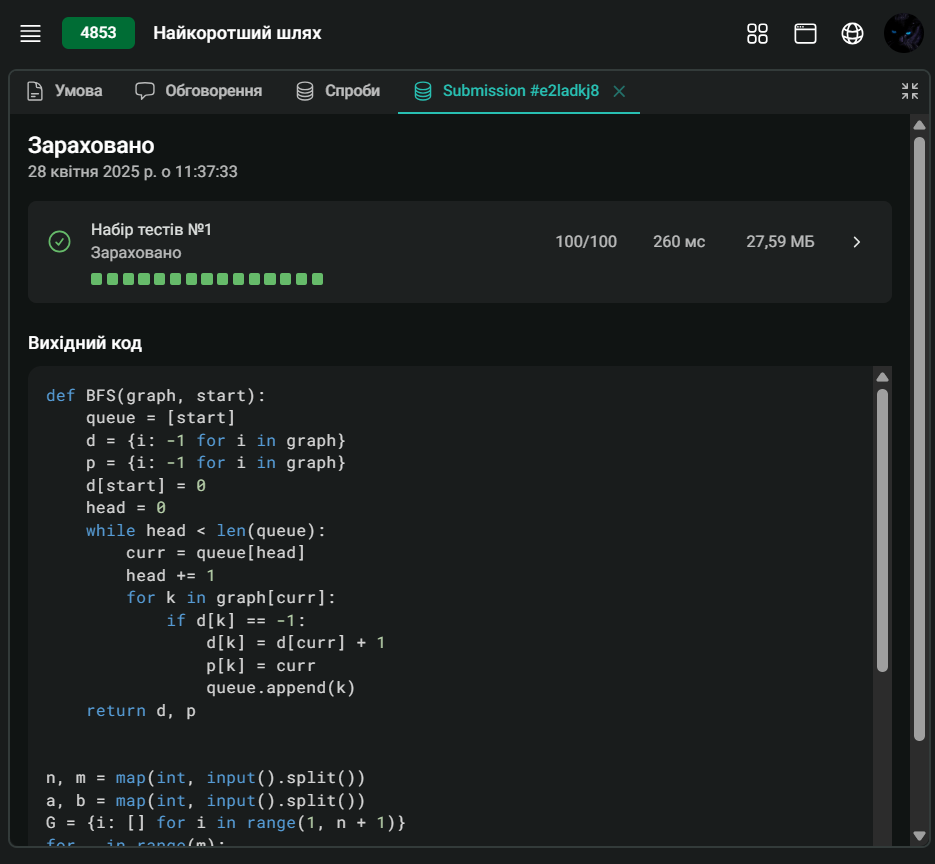 4853 Найкоротший шлях
Умова Обговорення Спроби Submission #e2ladkj8
Зараховано
28 квітня 2025 р. о 11:37:33
Набір тестів №1
Зараховано
100/100 260 мс 27,59 МБ
Вихідний код
def BFS(graph, start):
    queue = [start]
    d = {i: -1 for i in graph}
    p = {i: -1 for i in graph}
    d[start] = 0
    head = 0
    while head < len(queue):
        curr = queue[head]
        head += 1
        for k in graph[curr]:
            if d[k] == -1:
                d[k] = d[curr] + 1
                p[k] = curr
                queue.append(k)
    return d, p
n, m = map(int, input().split())
a, b = map(int, input().split())
G = {i: [] for i in range(1, n + 1)}
for _ in range(m):